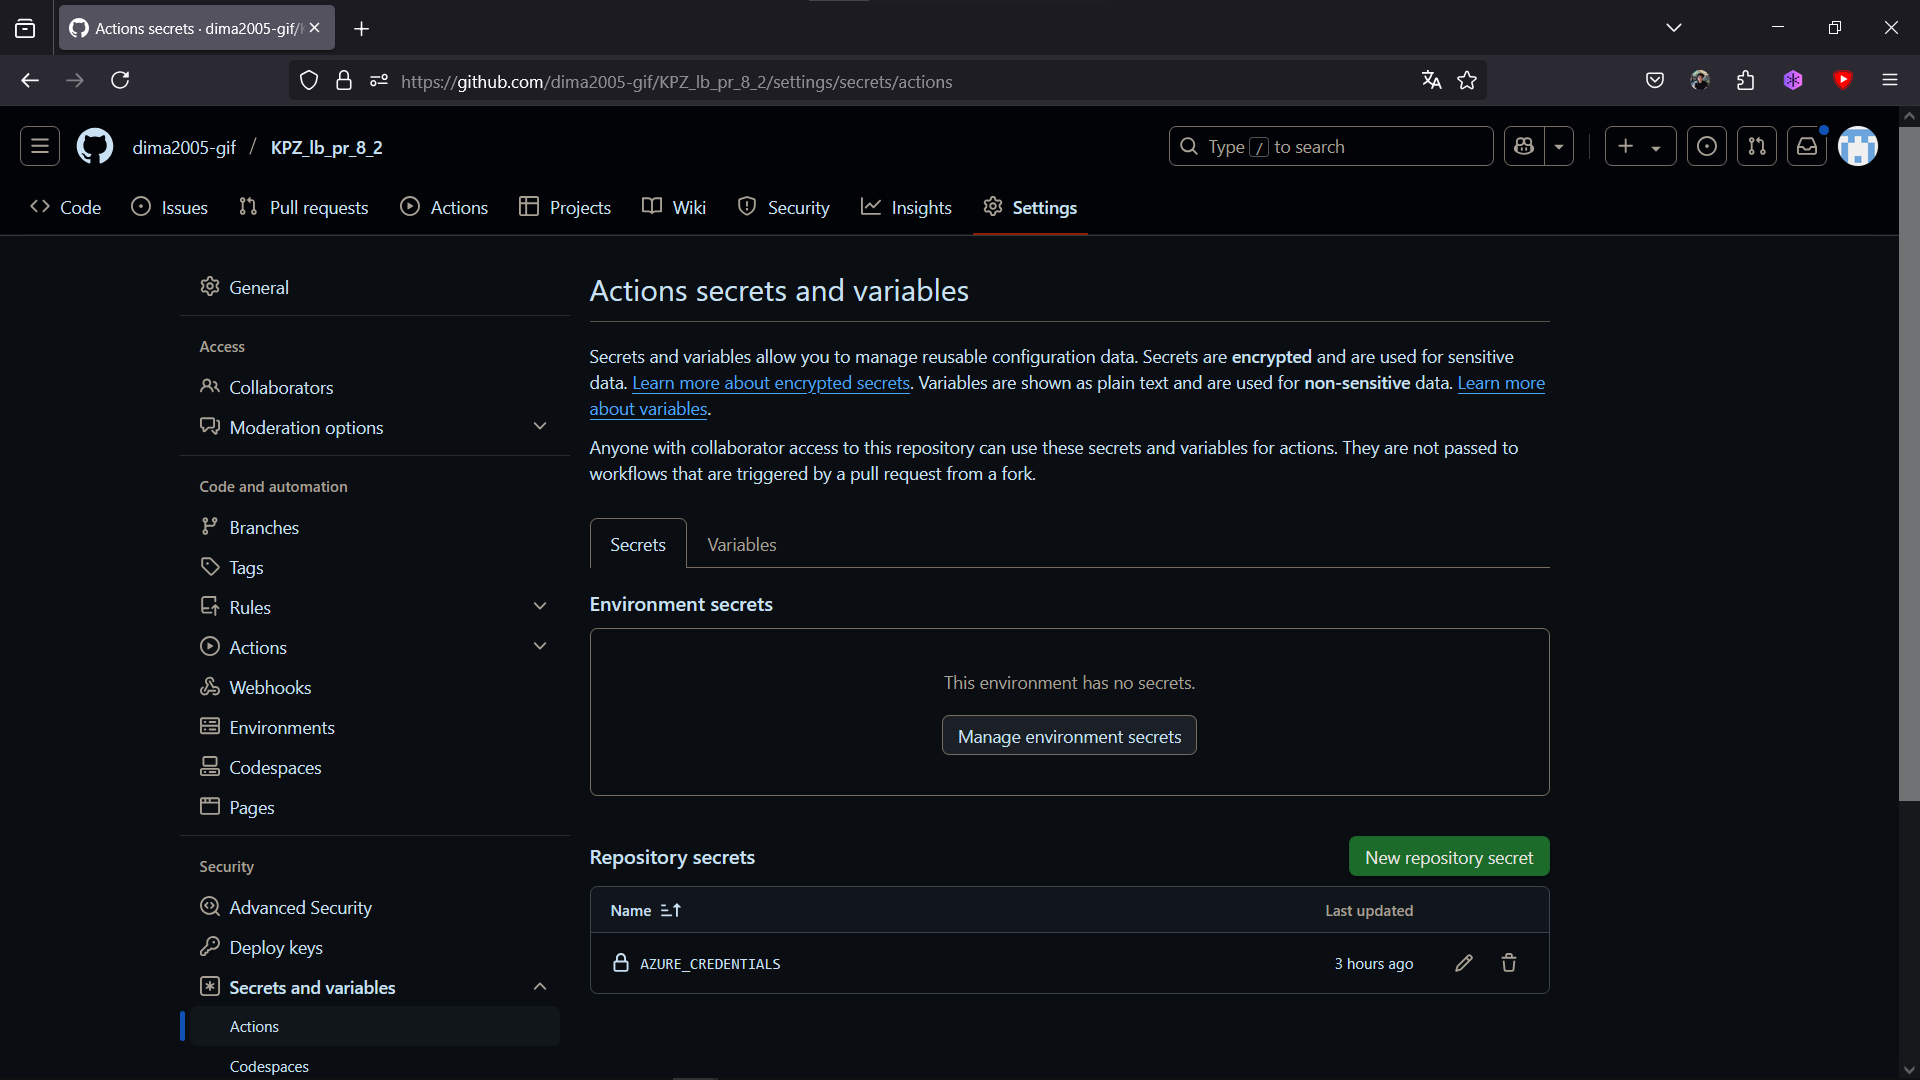 Actions secrets · dima2005-gif/
https://github.com/dima2005-gif/KPZ_lb_pr_8_2/settings/secrets/actions
dima2005-gif / KPZ_lb_pr_8_2
Type / to search
Code
Issues
Pull requests
Actions
Projects
Wiki
Security
Insights
Settings
General
Access
Collaborators
Moderation options
Code and automation
Branches
Tags
Rules
Actions
Webhooks
Environments
Codespaces
Pages
Security
Advanced Security
Deploy keys
Secrets and variables
Actions
Codespaces
Actions secrets and variables
Secrets and variables allow you to manage reusable configuration data. Secrets are encrypted and are used for sensitive
data. Learn more about encrypted secrets. Variables are shown as plain text and are used for non-sensitive data. Learn more
about variables.
Anyone with collaborator access to this repository can use these secrets and variables for actions. They are not passed to
workflows that are triggered by a pull request from a fork.
Secrets
Variables
Environment secrets
This environment has no secrets.
Manage environment secrets
Repository secrets
New repository secret
Name
Last updated
AZURE_CREDENTIALS
3 hours ago